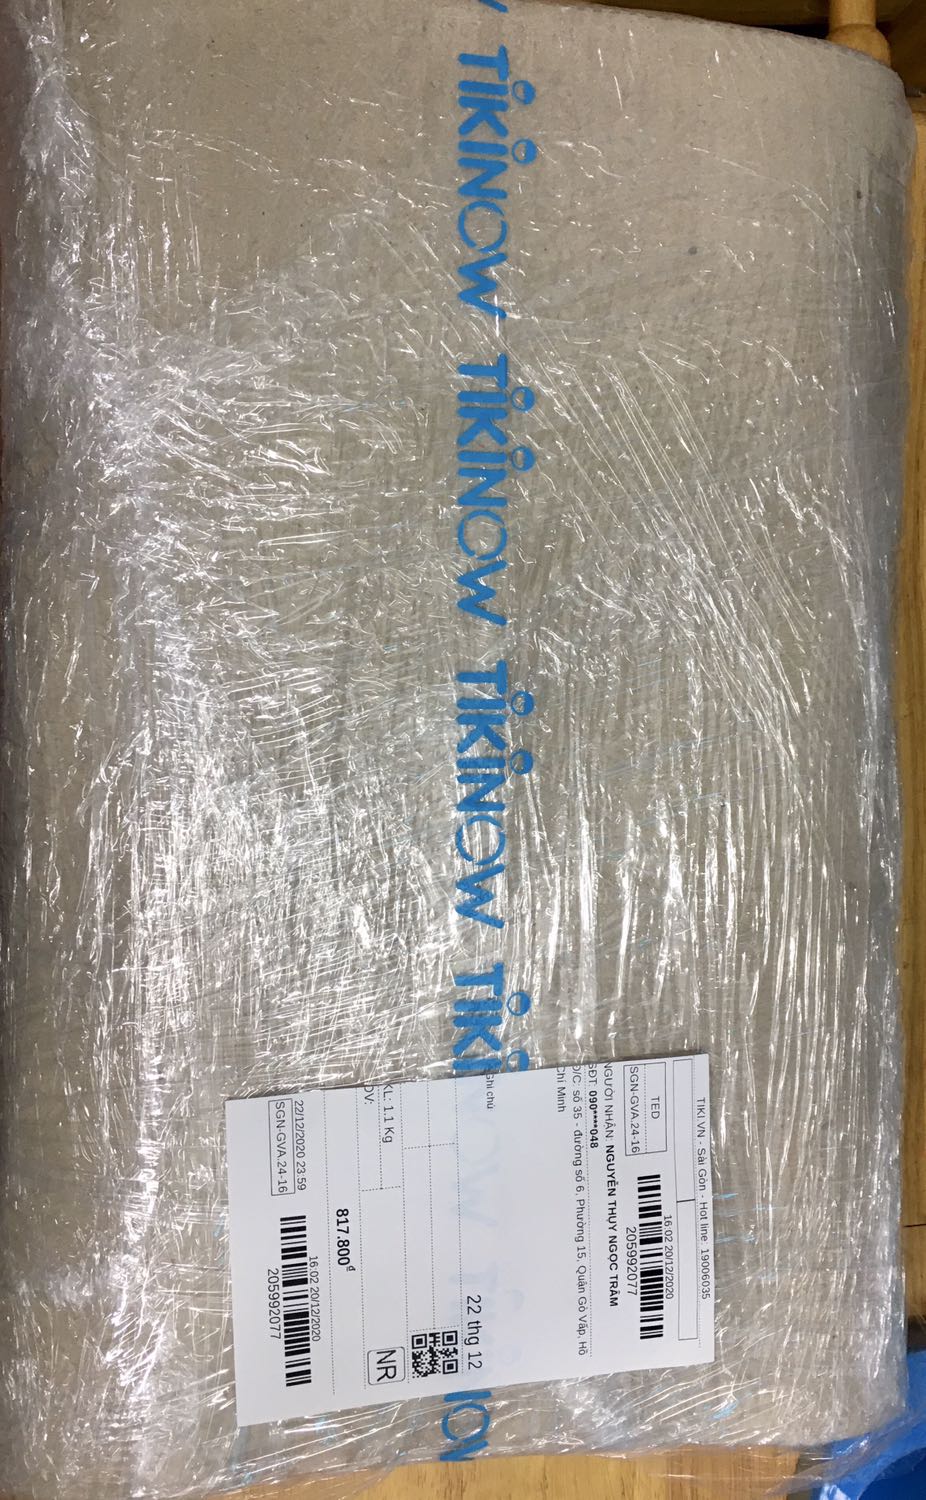 TIKINOW TIKINOW TIKINOW TIKINOW
TIKI.VN - Sài Gòn - Hot line: 19006035
TED
SGN-GVA.24-16
16:02 20/12/2020
205992077
NGƯỜI NHẬN: NGUYỄN THỤY NGỌC TRÂM
SĐT: 090****048
Đ/C: số 35 - đường số 6, Phường 15, Quận Gò Vấp, Hồ
Chí Minh
Ghi chú
22 thg 12
KL: 1.1 Kg
DV:
NR
817.800đ
22/12/2020 23:59
SGN-GVA.24-16
16:02 20/12/2020
205992077